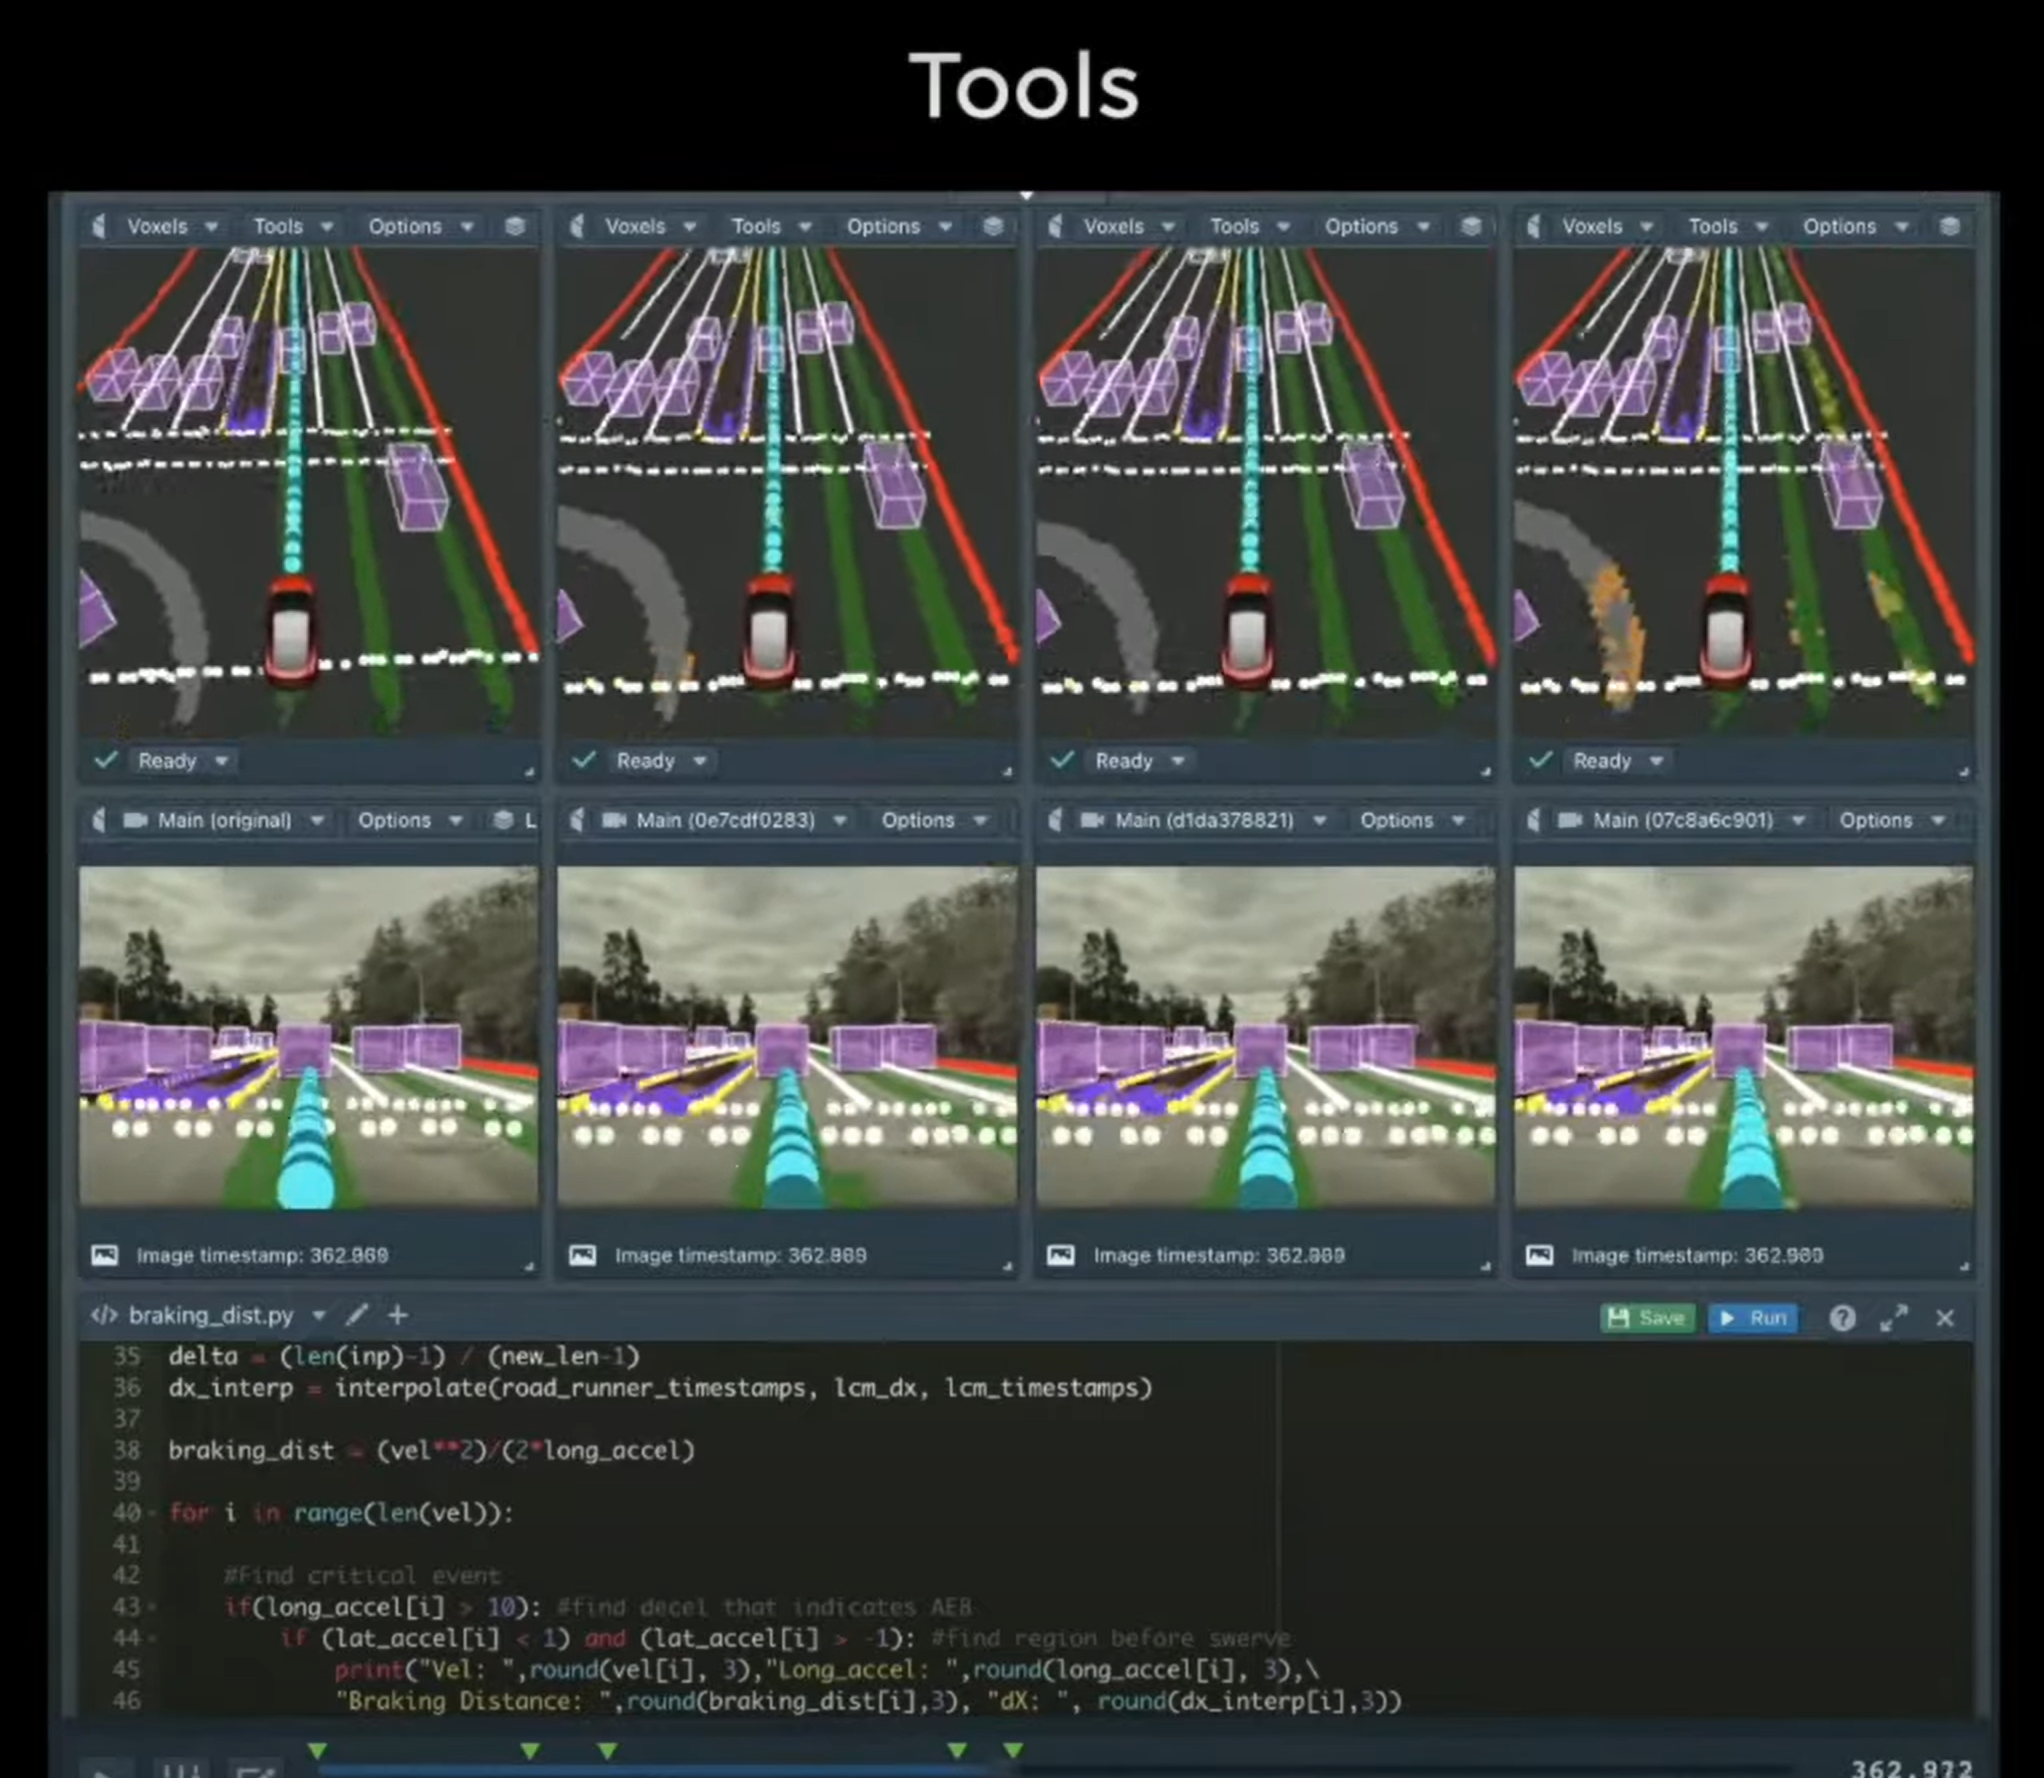 Tools
Voxels Tools Options Voxels Tools Options Voxels Tools Options Voxels Tools Options
Ready Ready Ready Ready
Main (original) Options L Main (0e7cdf0283) Options Main (d1da378821) Options Main (07c8a6c901) Options
Image timestamp: 362.969 Image timestamp: 362.969 Image timestamp: 362.969 Image timestamp: 362.969
</> braking_dist.py + Save Run ?
35 delta = (len(inp)-1) / (new_len-1)
36 dx_interp = interpolate(road_runner_timestamps, lcm_dx, lcm_timestamps)
37
38 braking_dist = (vel**2)/(2*long_accel)
39
40 for i in range(len(vel)):
41
42 #Find critical event
43 if(long_accel[i] > 10): #find decel that indicates AEB
44 if (lat_accel[i] < 1) and (lat_accel[i] > -1): #find region before swerve
45 print("Vel: ",round(vel[i], 3),"Long_accel: ",round(long_accel[i], 3),\
46 "Braking Distance: ",round(braking_dist[i],3), "dX: ", round(dx_interp[i],3))
362.972